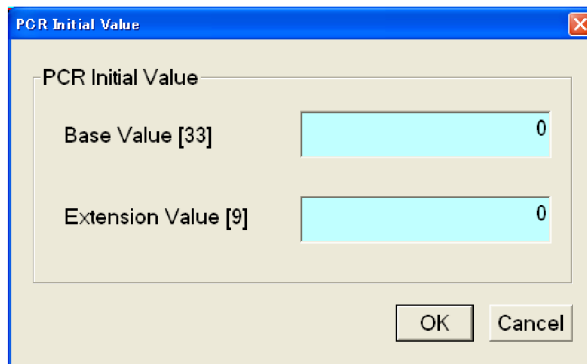 PCR Initial Value
PCR Initial Value
Base Value [33]
0
Extension Value [9]
0
OK
Cancel